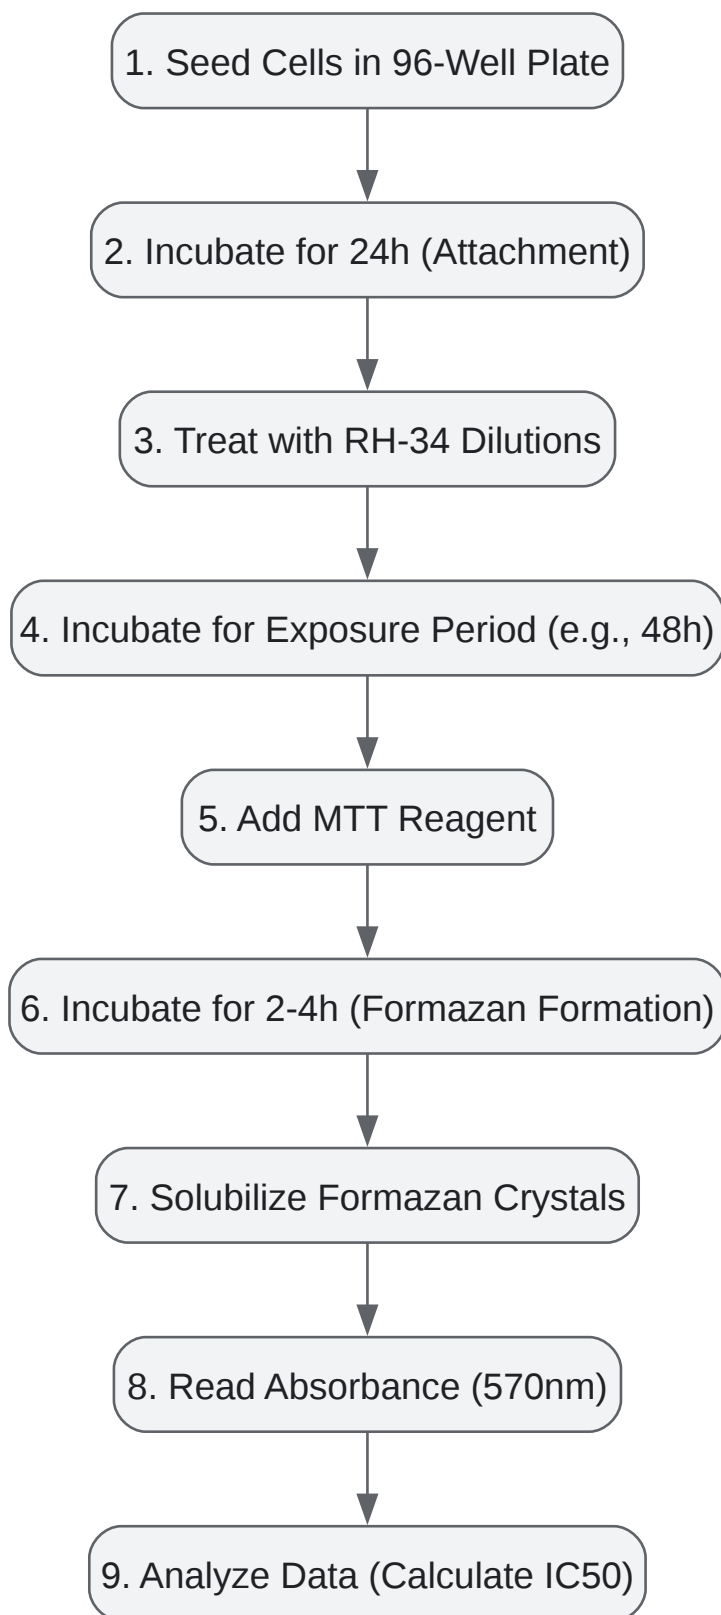 1. Seed Cells in 96-Well Plate
2. Incubate for 24h (Attachment)
3. Treat with RH-34 Dilutions
4. Incubate for Exposure Period (e.g., 48h)
5. Add MTT Reagent
6. Incubate for 2-4h (Formazan Formation)
7. Solubilize Formazan Crystals
8. Read Absorbance (570nm)
9. Analyze Data (Calculate IC50)